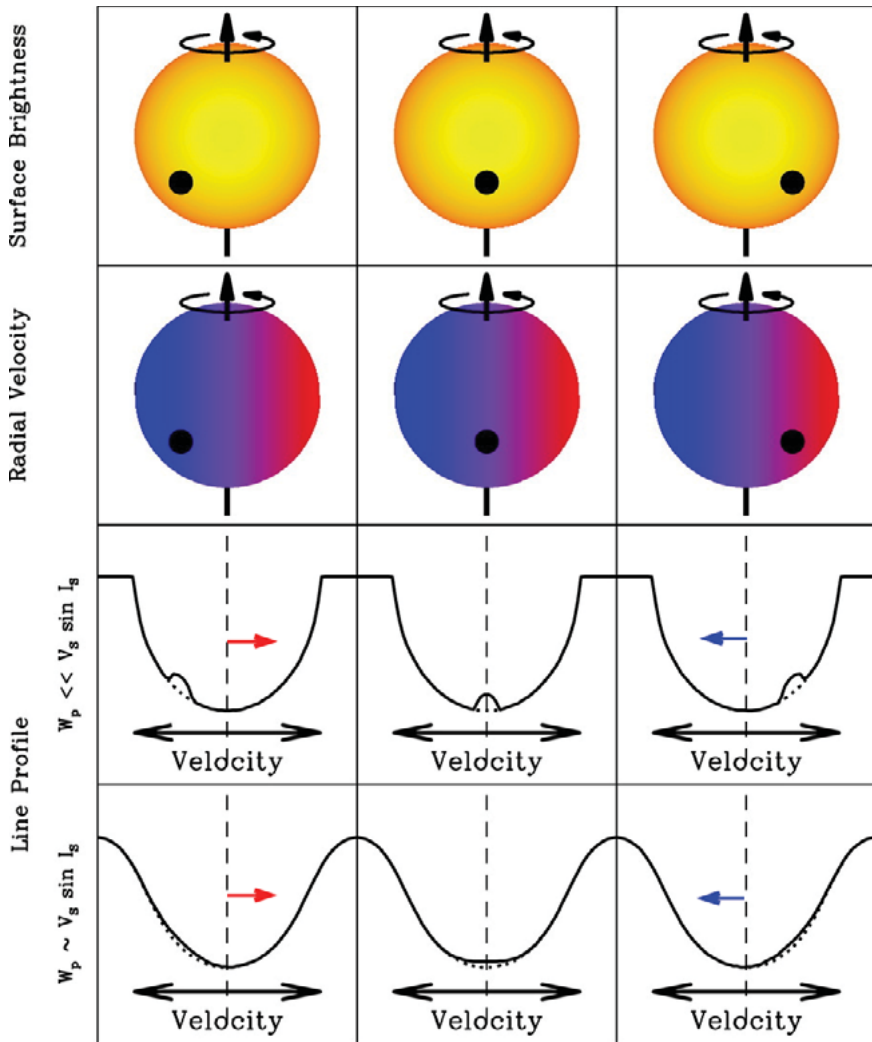 Surface Brightness
Radial Velocity
Line Profile
W_p << V_s sin I_s
Velocity
Velocity
Velocity
W_p ~ V_s sin I_s
Velocity
Velocity
Velocity